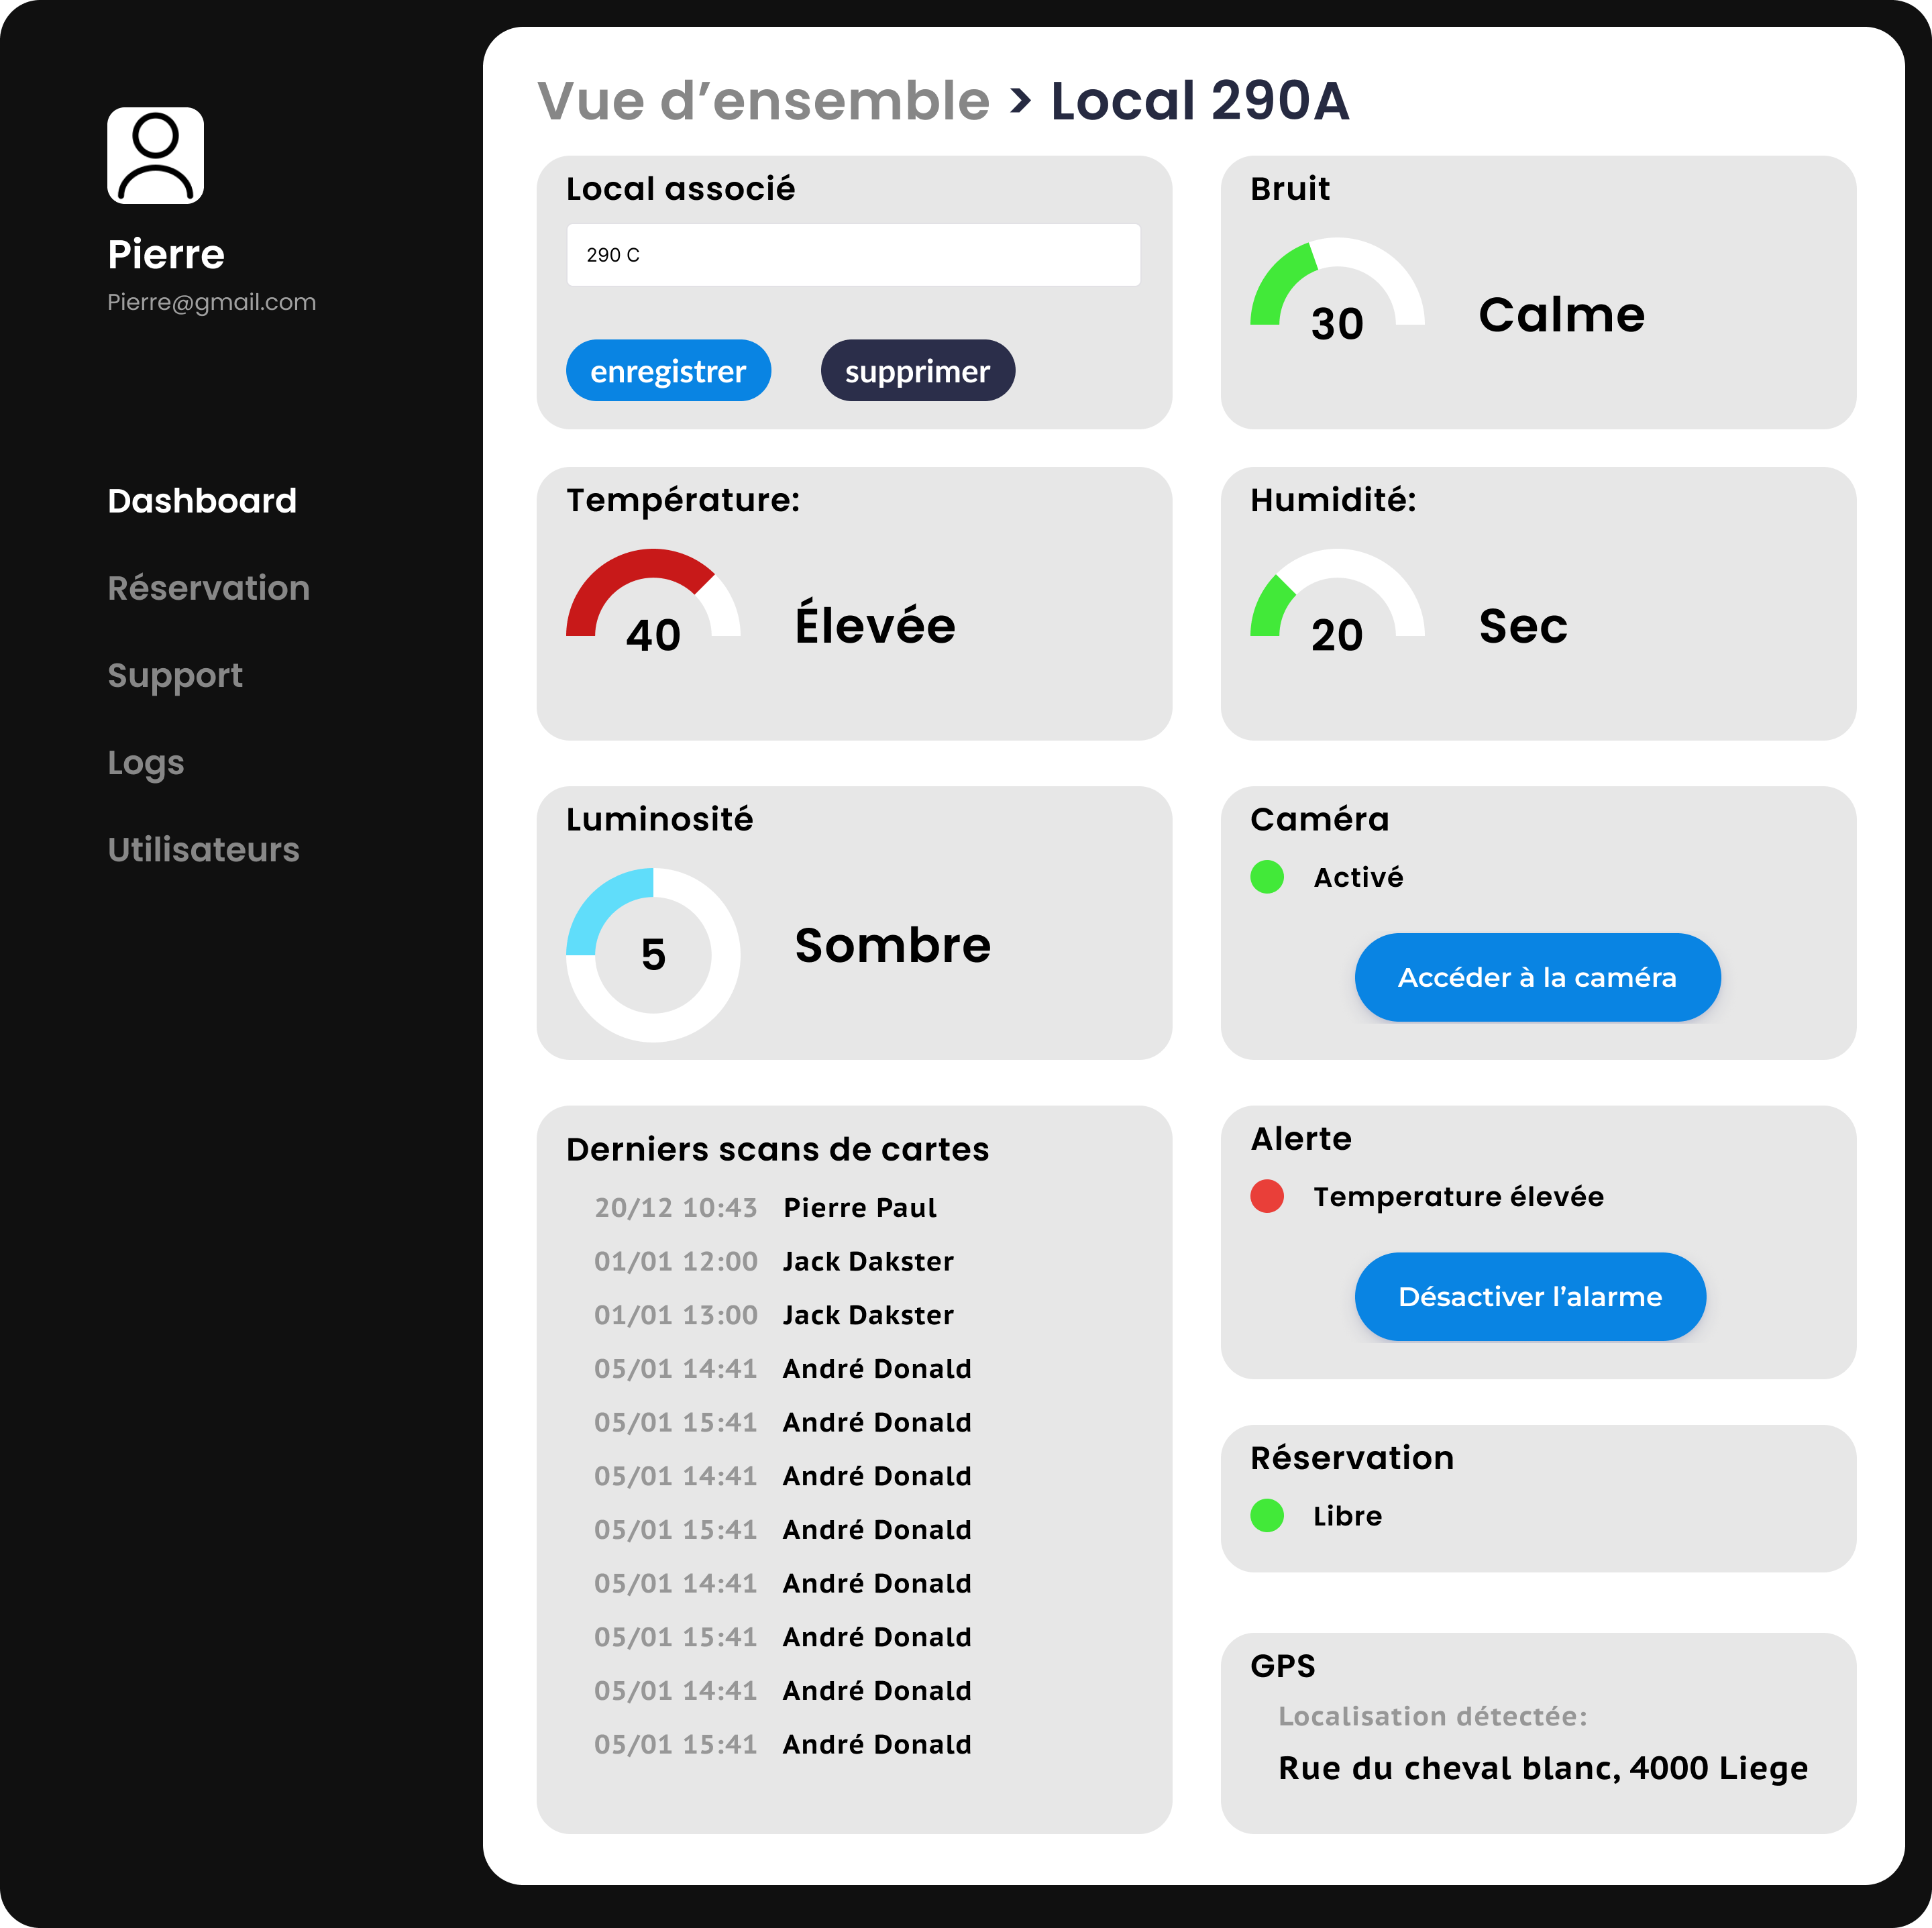 Pierre
Pierre@gmail.com
Dashboard
Réservation
Support
Logs
Utilisateurs
Vue d’ensemble > Local 290A
Local associé
290 C
enregistrer
supprimer
Bruit
30
Calme
Température:
40
Élevée
Humidité:
20
Sec
Luminosité
5
Sombre
Caméra
Activé
Accéder à la caméra
Derniers scans de cartes
20/12 10:43 Pierre Paul
01/01 12:00 Jack Dakster
01/01 13:00 Jack Dakster
05/01 14:41 André Donald
05/01 15:41 André Donald
05/01 14:41 André Donald
05/01 15:41 André Donald
05/01 14:41 André Donald
05/01 15:41 André Donald
05/01 14:41 André Donald
05/01 15:41 André Donald
Alerte
Temperature élevée
Désactiver l’alarme
Réservation
Libre
GPS
Localisation détectée:
Rue du cheval blanc, 4000 Liege